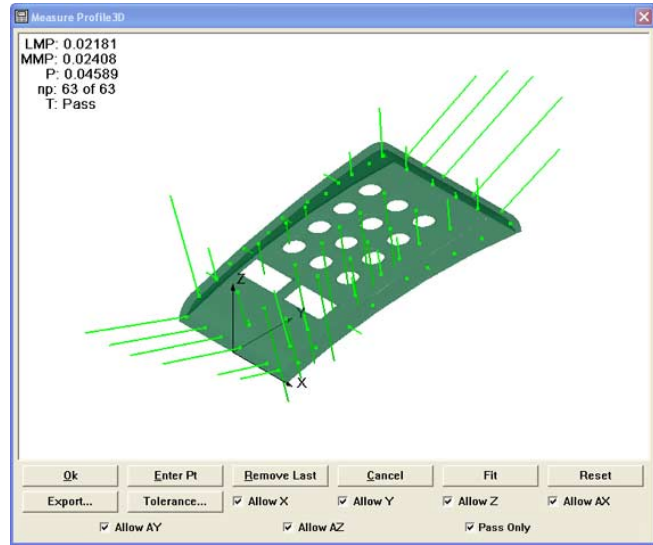 Measure Profile3D
LMP: 0.02181
MMP: 0.02408
P: 0.04589
np: 63 of 63
T: Pass
Z
Y
X
Ok
Enter Pt
Remove Last
Cancel
Fit
Reset
Export...
Tolerance...
Allow X
Allow Y
Allow Z
Allow AX
Allow AY
Allow AZ
Pass Only